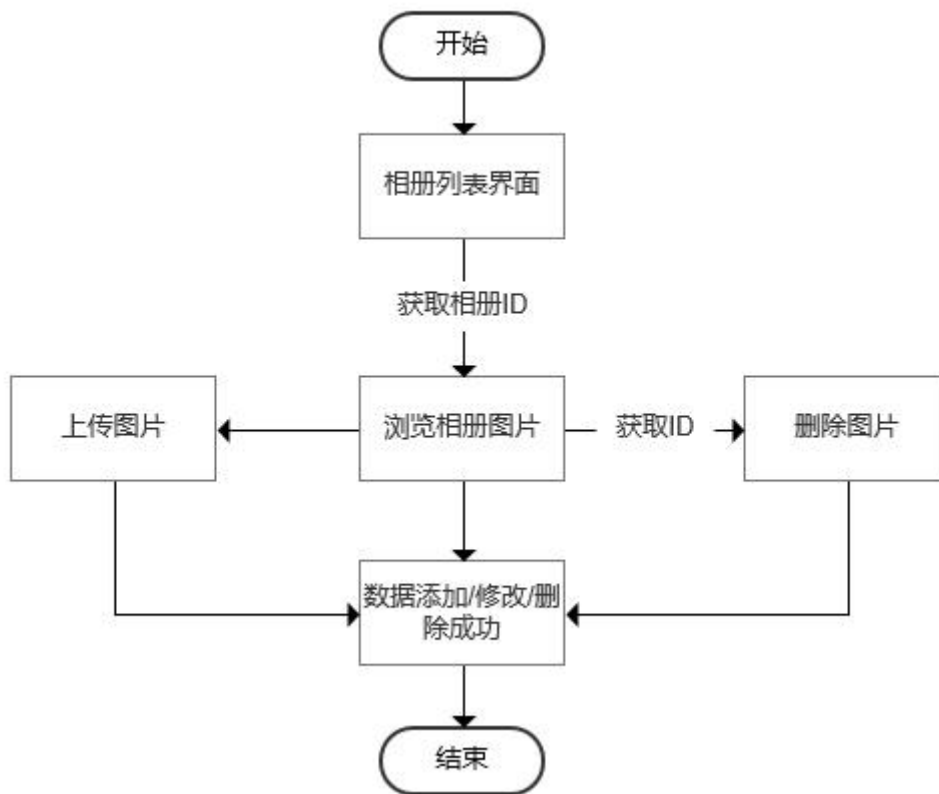 开始
相册列表界面
获取相册ID
上传图片
浏览相册图片
获取ID
删除图片
数据添加/修改/删
除成功
结束